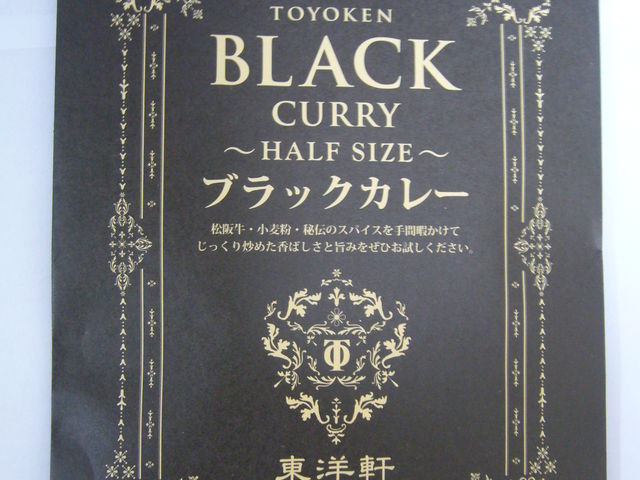 TOYOKEN
BLACK
CURRY
～HALF SIZE～
ブラックカレー
松阪牛・小麦粉・秘伝のスパイスを手間暇かけて
じっくり炒めた香ばしさと旨みをぜひお試しください。
東洋軒